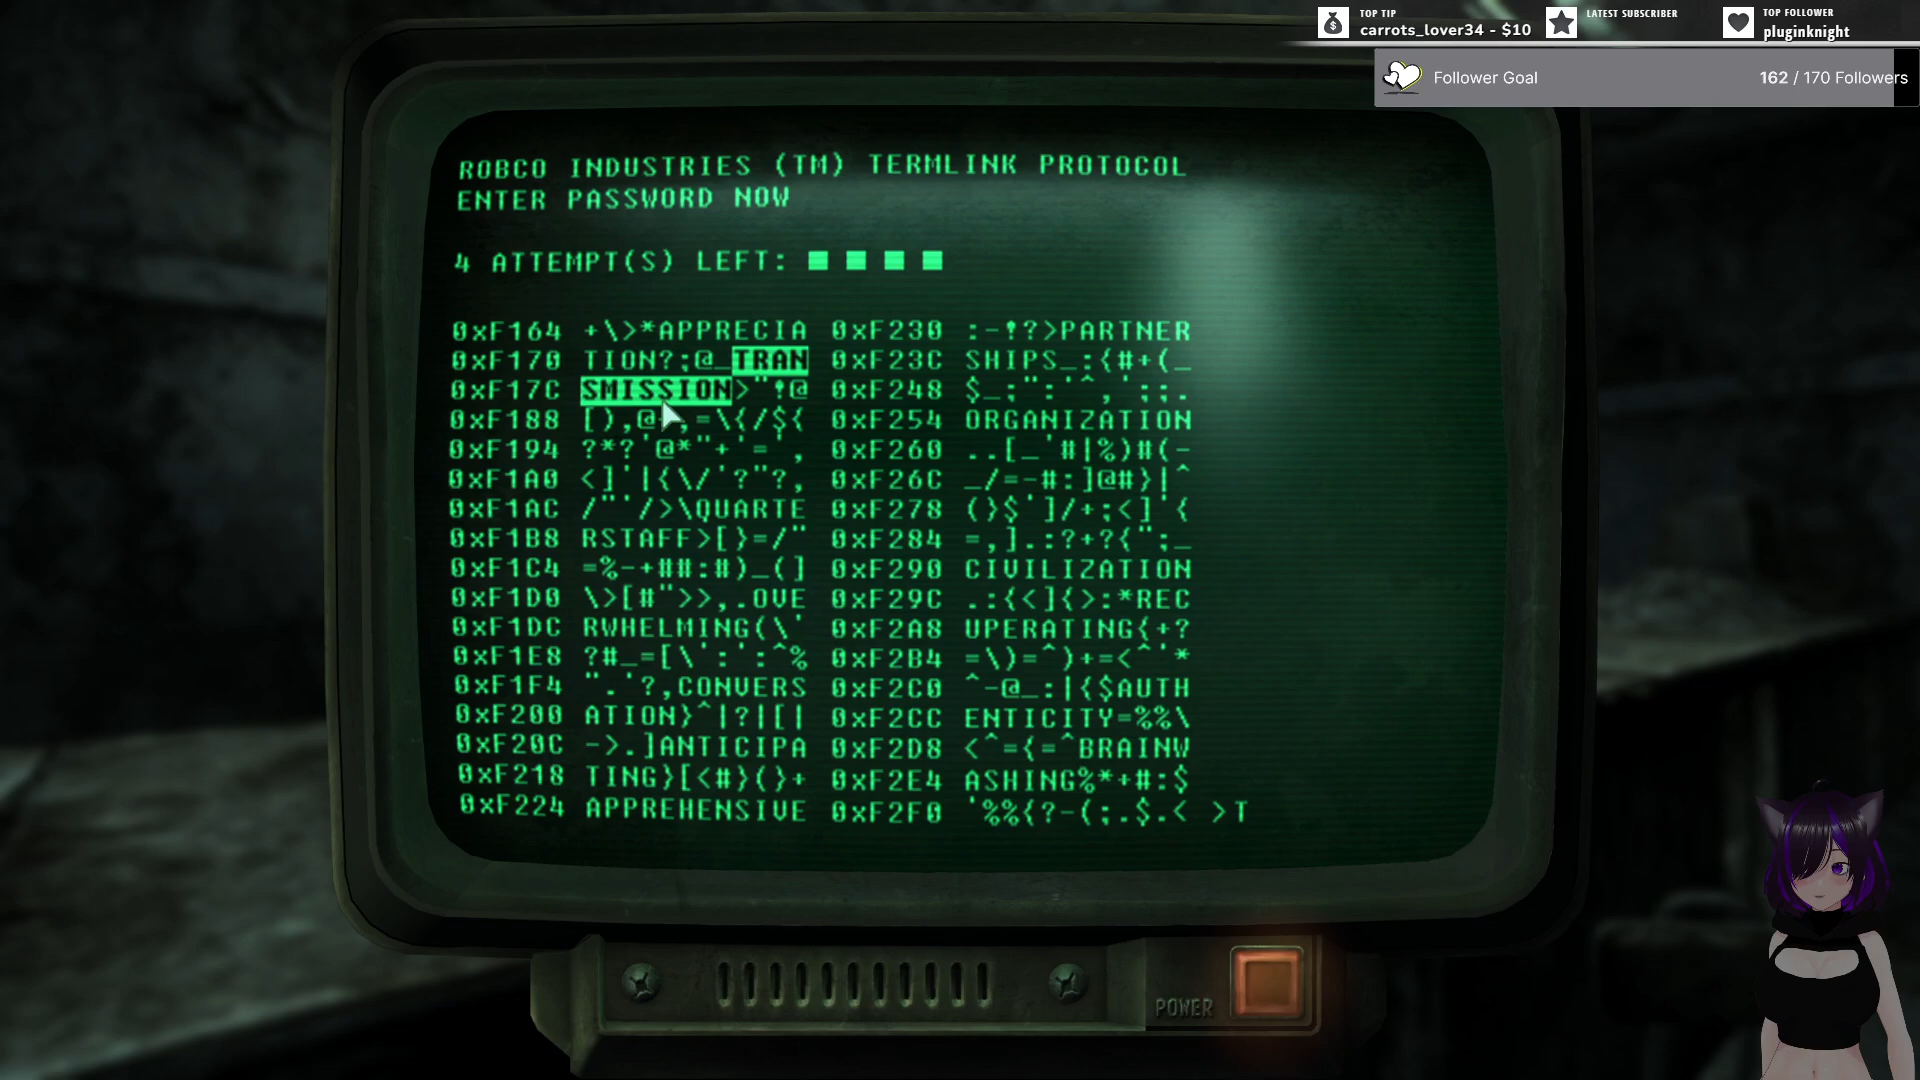 TOP TIP
carrots_lover34 - $10
LATEST SUBSCRIBER
TOP FOLLOWER
pluginknight
Follower Goal
162 / 170 Followers
ROBCO INDUSTRIES (TM) TERMLINK PROTOCOL
ENTER PASSWORD NOW
4 ATTEMPT(S) LEFT:
0xF164 +\>*APPRECIA 0xF230 :-!?>PARTNER
0xF170 TION?;@_TRAN 0xF23C SHIPS_:{#+(_
0xF17C SMISSION>"!@ 0xF248 $_;":'^,';:.
0xF188 [),@ ,=\{/${ 0xF254 ORGANIZATION
0xF194 ?*?'@*"+'=', 0xF260 ..[_'#|%)#(-
0xF1A0 <]'|{\/'?"?, 0xF26C _/=-#:]@#}|^
0xF1AC /"'/>\QUARTE 0xF278 ()$']/+;<]'{
0xF1B8 RSTAFF>[}=/" 0xF284 =,].:?+?{";_
0xF1C4 =%-+##:#)_(] 0xF290 CIVILIZATION
0xF1D0 \>[#">>,.OVE 0xF29C .:{<]{>:*REC
0xF1DC RWHELMING(\' 0xF2A8 UPERATING{+?
0xF1E8 ?#_=[\':':^% 0xF2B4 =\)=^)+=<^'*
0xF1F4 ".'?,CONVERS 0xF2C0 ^-@_:|{$AUTH
0xF200 ATION}^|?|[| 0xF2CC ENTICITY=%%\
0xF20C ->.]ANTICIPA 0xF2D8 <^={=^BRAINW
0xF218 TING}[<#}()+ 0xF2E4 ASHING%*+#:$
0xF224 APPREHENSIVE 0xF2F0 '%%{?-(;.$.< >T
POWER